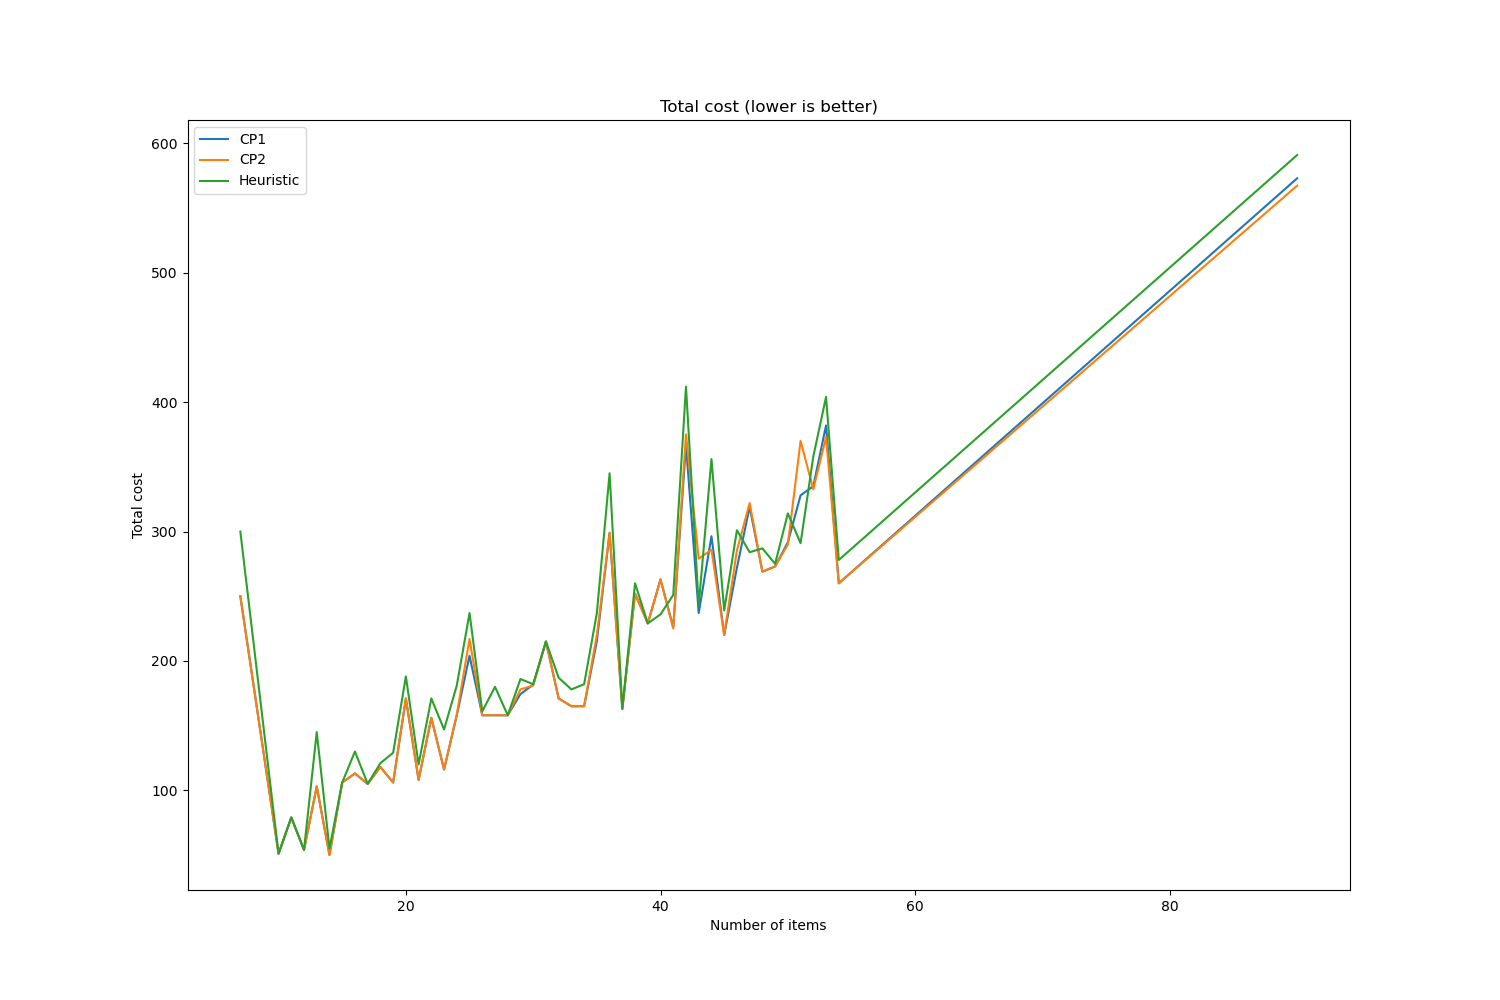 Total cost (lower is better)
CP1
CP2
Heuristic
600
500
400
300
200
100
Total cost
20 40 60 80
Number of items